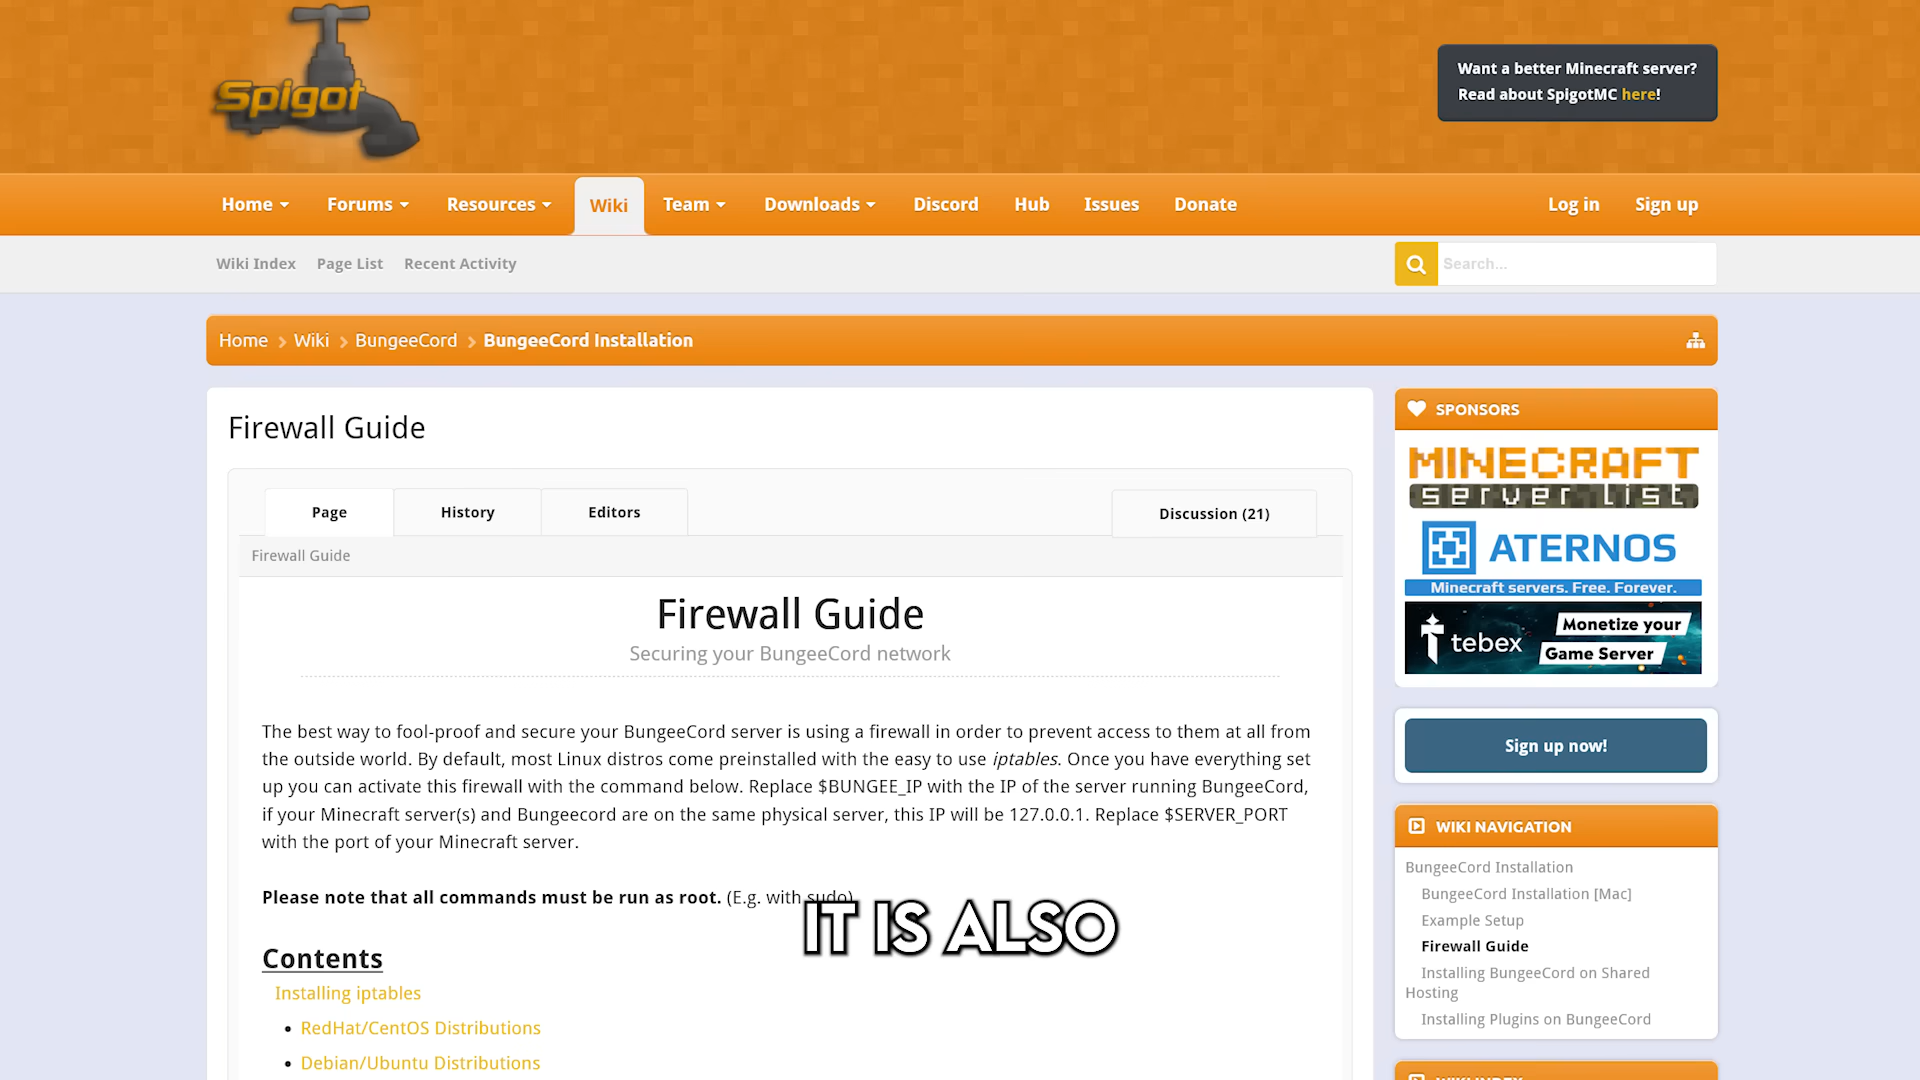 Spigot
Want a better Minecraft server?
Read about SpigotMC here!
Home
Forums
Resources
Wiki
Team
Downloads
Discord
Hub
Issues
Donate
Log in
Sign up
Wiki Index
Page List
Recent Activity
Search...
Home
Wiki
BungeeCord
BungeeCord Installation
Firewall Guide
Page
History
Editors
Discussion (21)
Firewall Guide
Firewall Guide
Securing your BungeeCord network
The best way to fool-proof and secure your BungeeCord server is using a firewall in order to prevent access to them at all from
the outside world. By default, most Linux distros come preinstalled with the easy to use iptables. Once you have everything set
up you can activate this firewall with the command below. Replace $BUNGEE_IP with the IP of the server running BungeeCord,
if your Minecraft server(s) and Bungeecord are on the same physical server, this IP will be 127.0.0.1. Replace $SERVER_PORT
with the port of your Minecraft server.
Please note that all commands must be run as root. (E.g. with sudo)
IT IS ALSO
Contents
Installing iptables
RedHat/CentOS Distributions
Debian/Ubuntu Distributions
SPONSORS
MINECRAFT
server list
ATERNOS
Minecraft servers. Free. Forever.
tebex
Monetize your
Game Server
Sign up now!
WIKI NAVIGATION
BungeeCord Installation
BungeeCord Installation [Mac]
Example Setup
Firewall Guide
Installing BungeeCord on Shared
Hosting
Installing Plugins on BungeeCord